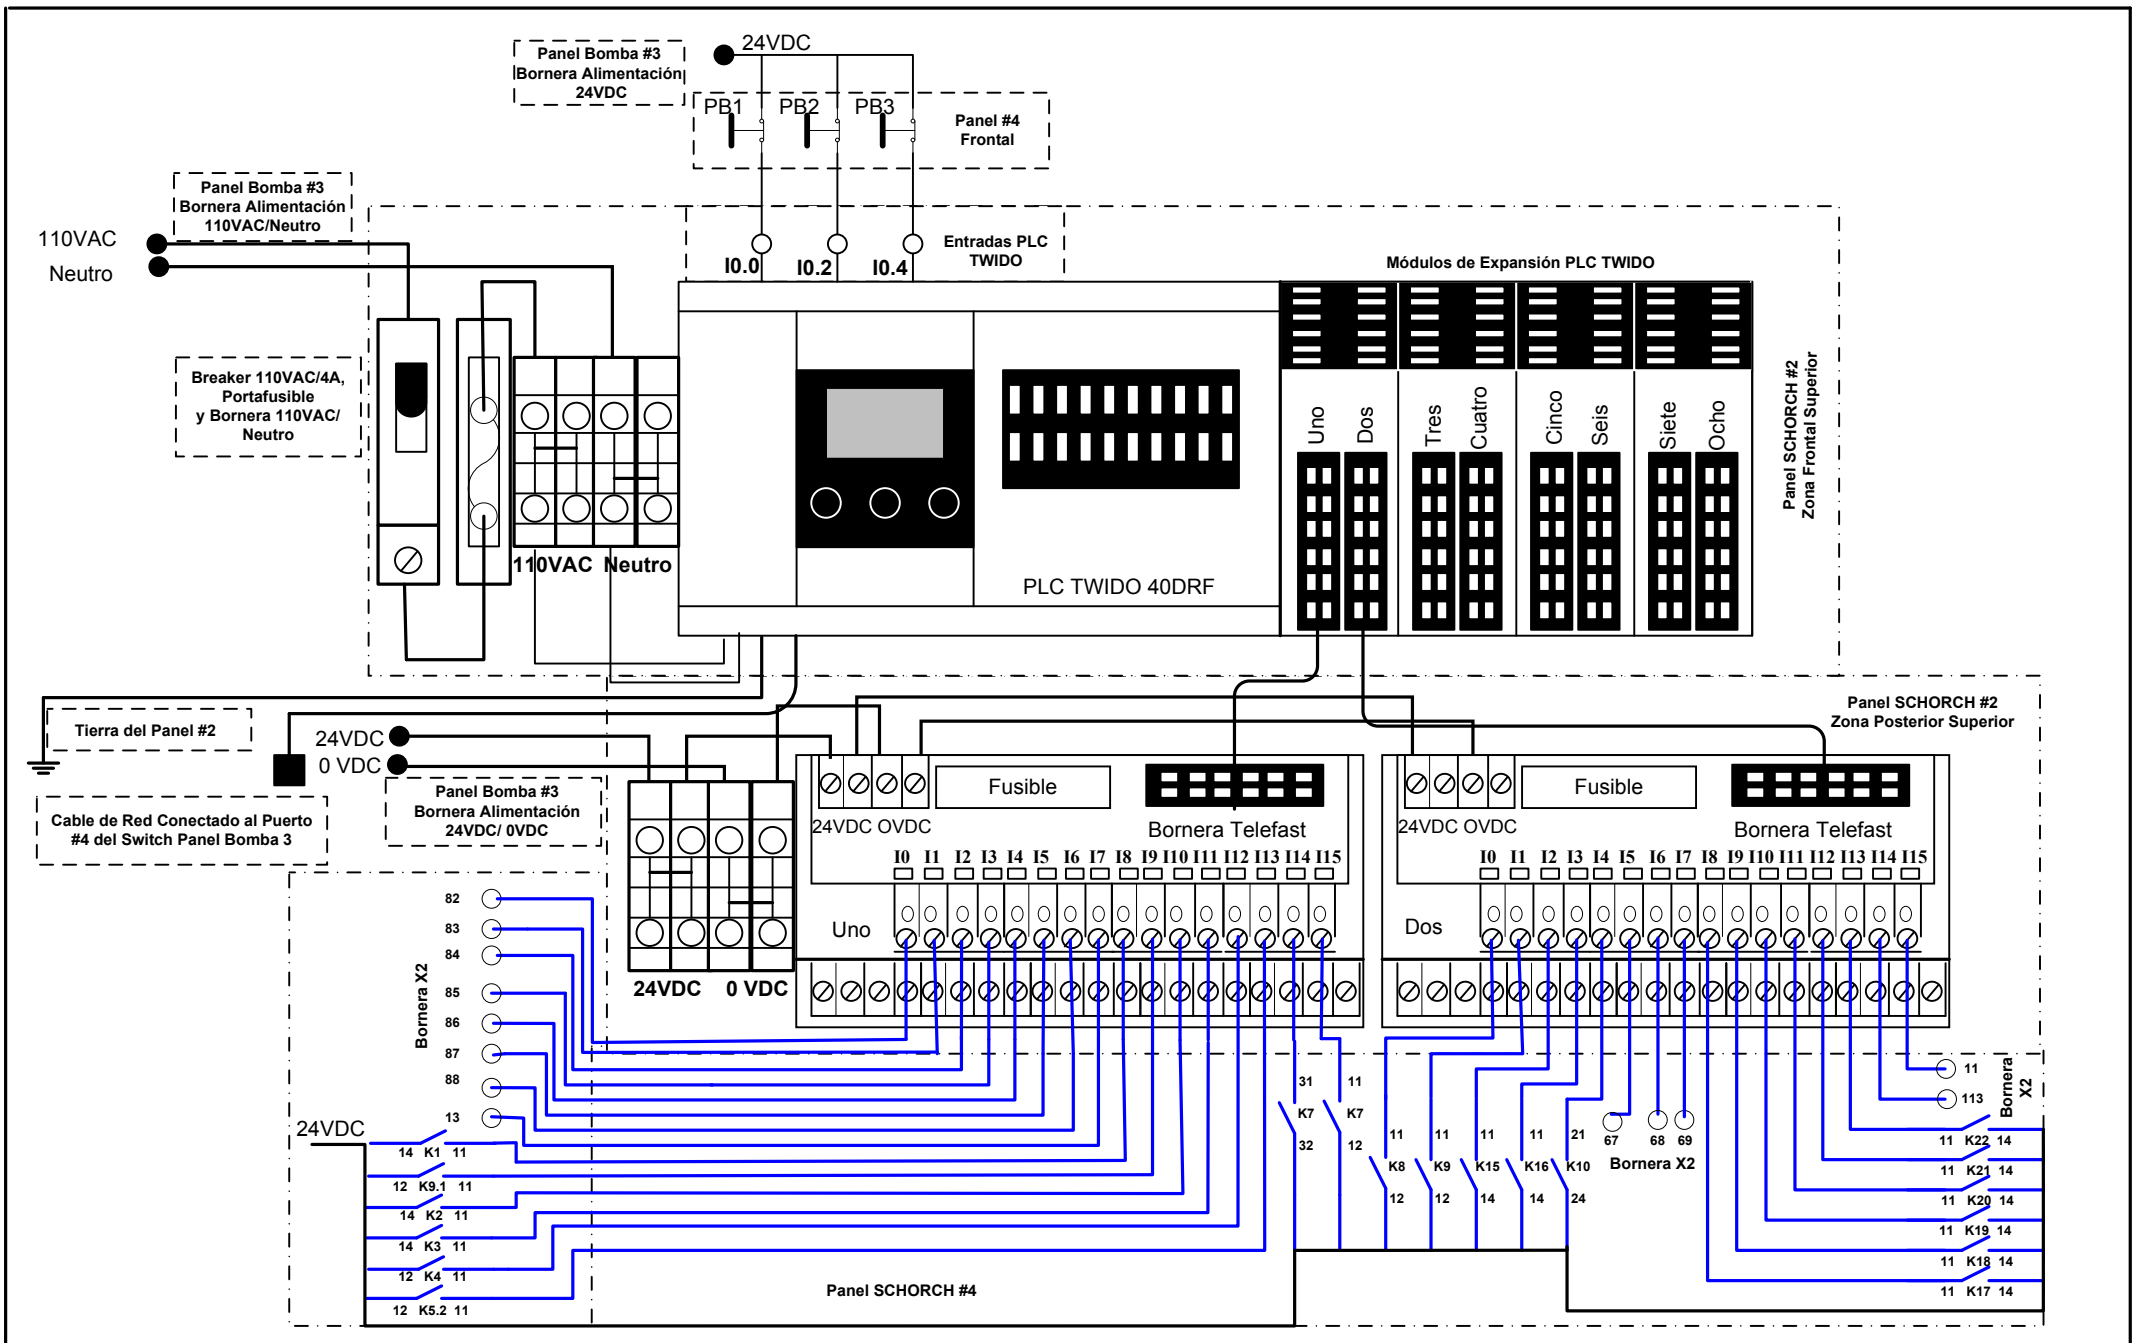 Panel Bomba #3
Bornera Alimentación
24VDC
24VDC
PB1 PB2 PB3
Panel #4
Frontal
Panel Bomba #3
Bornera Alimentación
110VAC/Neutro
110VAC
Neutro
Entradas PLC
TWIDO
I0.0 I0.2 I0.4
Módulos de Expansión PLC TWIDO
Breaker 110VAC/4A,
Portafusible
y Bornera 110VAC/
Neutro
Uno Dos Tres Cuatro Cinco Seis Siete Ocho
Panel SCHORCH #2
Zona Frontal Superior
110VAC Neutro
PLC TWIDO 40DRF
Tierra del Panel #2
24VDC
0 VDC
Panel SCHORCH #2
Zona Posterior Superior
Cable de Red Conectado al Puerto
#4 del Switch Panel Bomba 3
Panel Bomba #3
Bornera Alimentación
24VDC/ 0VDC
24VDC 0 VDC
Fusible
24VDC OVDC
Bornera Telefast
I0 I1 I2 I3 I4 I5 I6 I7 I8 I9 I10 I11 I12 I13 I14 I15
Uno
Fusible
24VDC OVDC
Bornera Telefast
I0 I1 I2 I3 I4 I5 I6 I7 I8 I9 I10 I11 I12 I13 I14 I15
Dos
Bornera X2
82
83
84
85
86
87
88
13
24VDC
14 K1 11
12 K9.1 11
14 K2 11
14 K3 11
12 K4 11
12 K5.2 11
31 K7 32
11 K7 12
11 K8 12
11 K9 12
11 K15 14
11 K16 14
21 K10 24
67 68 69
Bornera X2
11
113
Bornera
X2
11 K22 14
11 K21 14
11 K20 14
11 K19 14
11 K18 14
11 K17 14
Panel SCHORCH #4